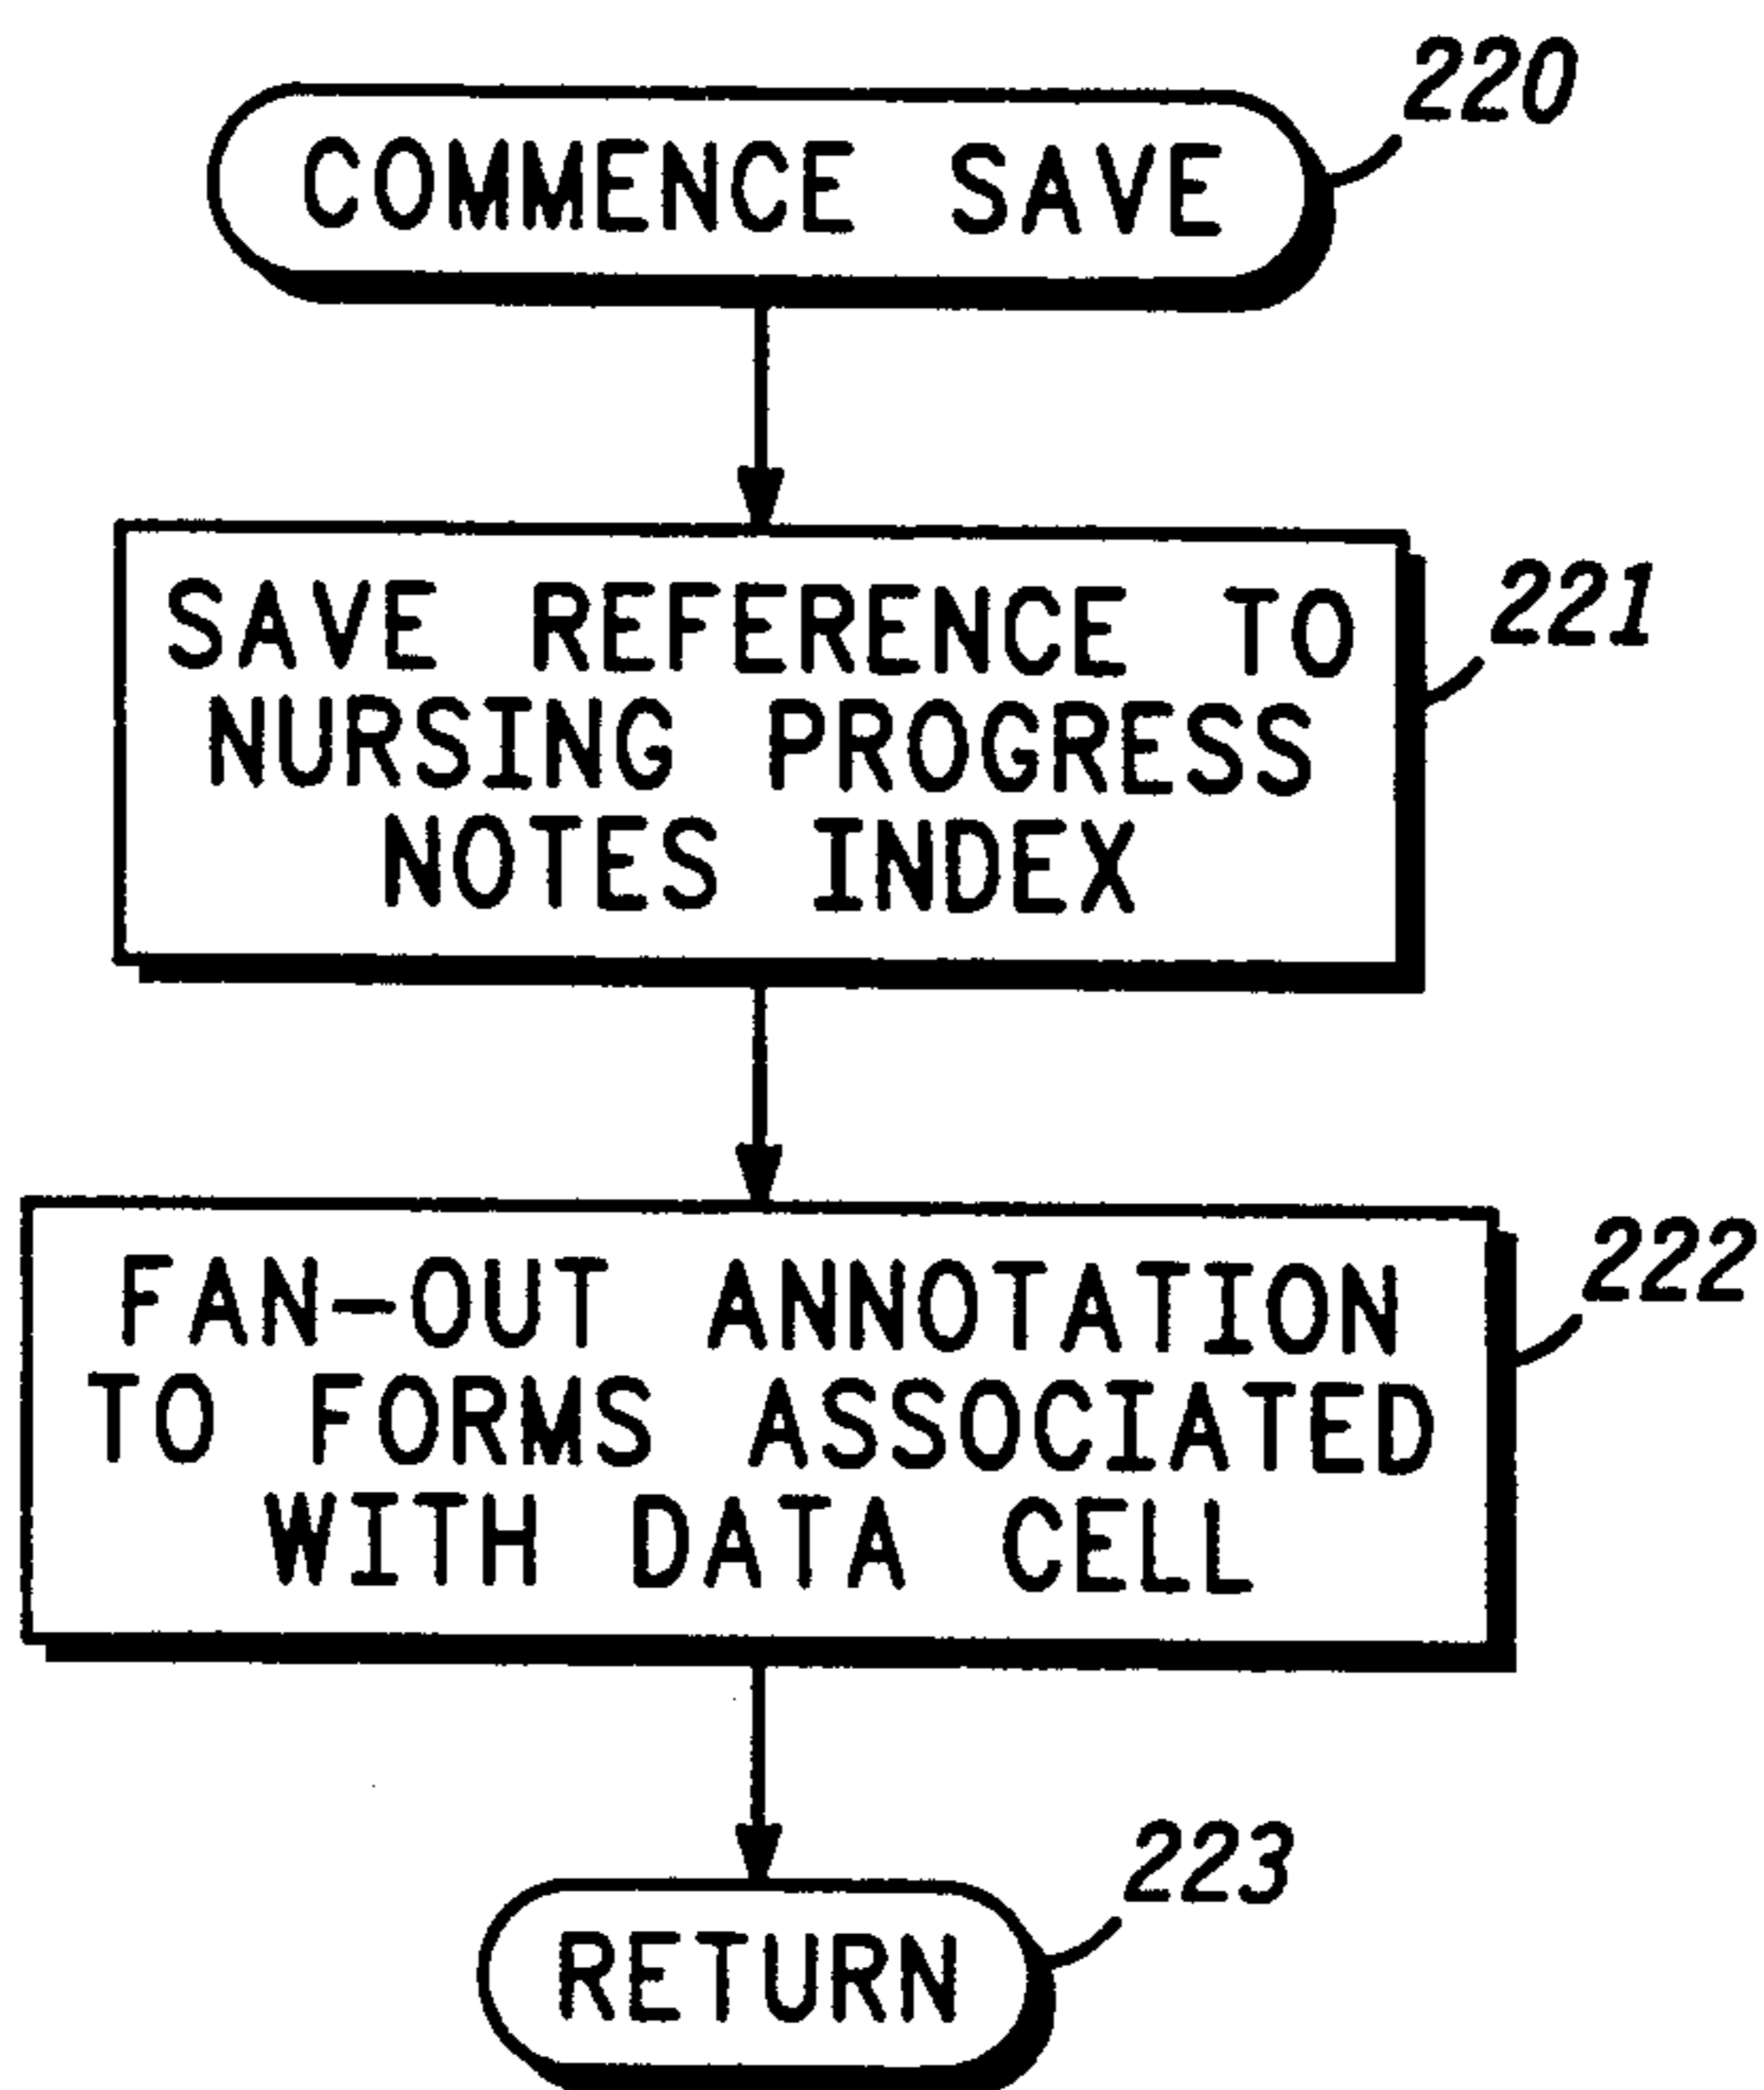 220
COMMENCE SAVE
221
SAVE REFERENCE TO
NURSING PROGRESS
NOTES INDEX
222
FAN-OUT ANNOTATION
TO FORMS ASSOCIATED
WITH DATA CELL
223
RETURN